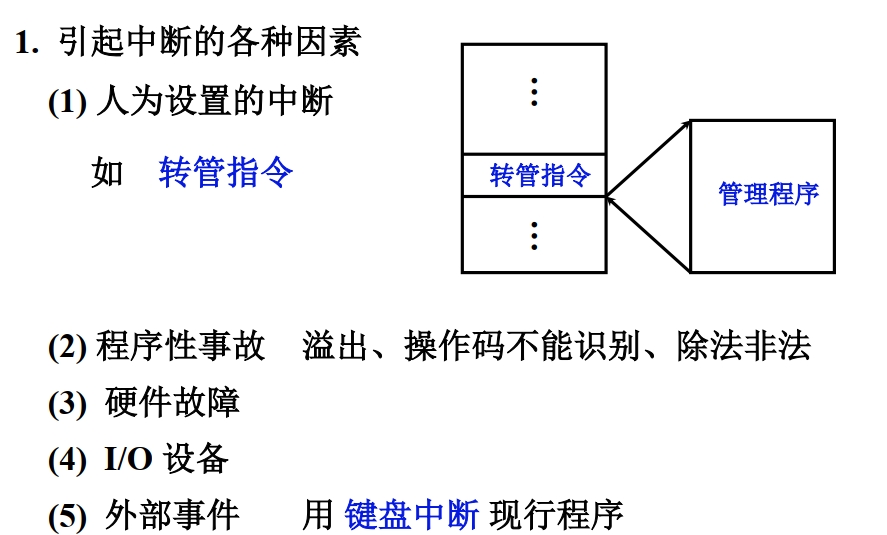 1. 引起中断的各种因素
(1) 人为设置的中断
如 转管指令
⋮
转管指令
⋮
管理程序
(2) 程序性事故 溢出、操作码不能识别、除法非法
(3) 硬件故障
(4) I/O 设备
(5) 外部事件 用 键盘中断 现行程序